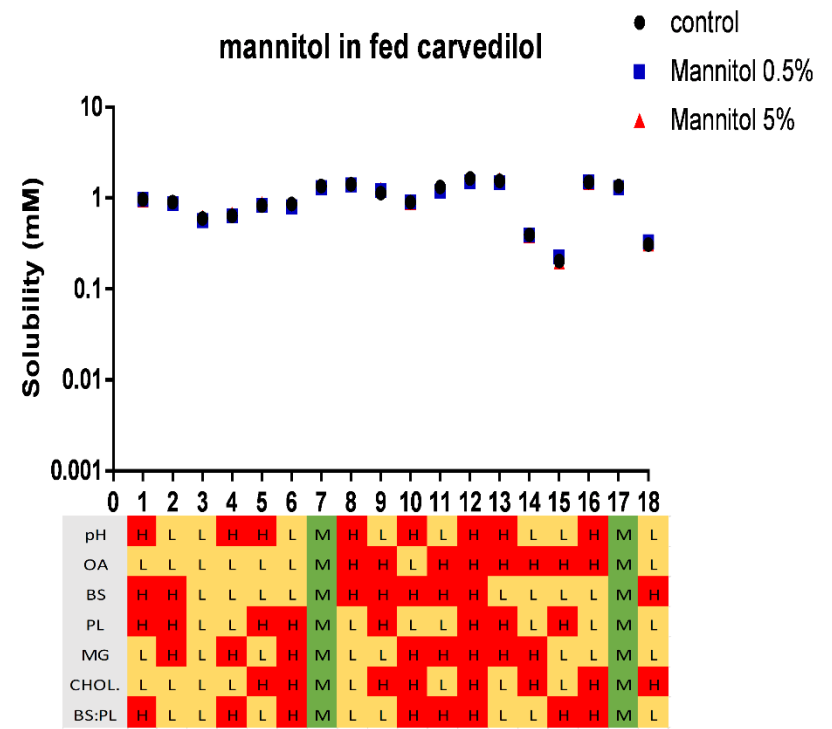 mannitol in fed carvedilol
control
Mannitol 0.5%
Mannitol 5%
Solubility (mM)
10
1
0.1
0.01
0.001
0 1 2 3 4 5 6 7 8 9 10 11 12 13 14 15 16 17 18
pH H L L H H L M H L H L H H L L H M L
OA L L L L L L M H H L H H H H H H M L
BS H H L L L L M H H H H H L L L L M H
PL H H L L H H M L H L L H H L H L M L
MG L H L H L H M L L H H H H H L L M L
CHOL. L L L L H H M L H H L H L H L H M H
BS:PL H L L H L H M L L H H H L L H H M L